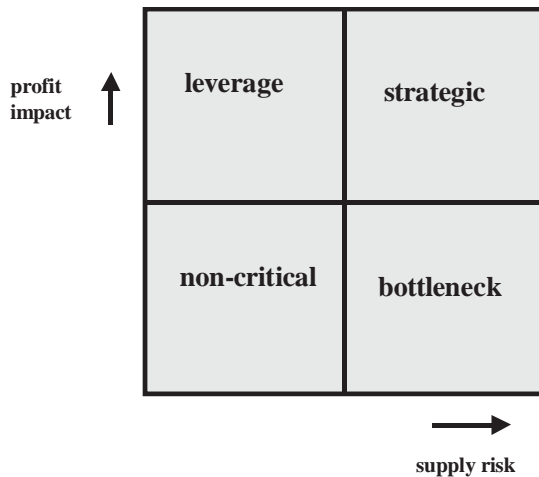 leverage
strategic
profit
impact
non-critical
bottleneck
supply risk